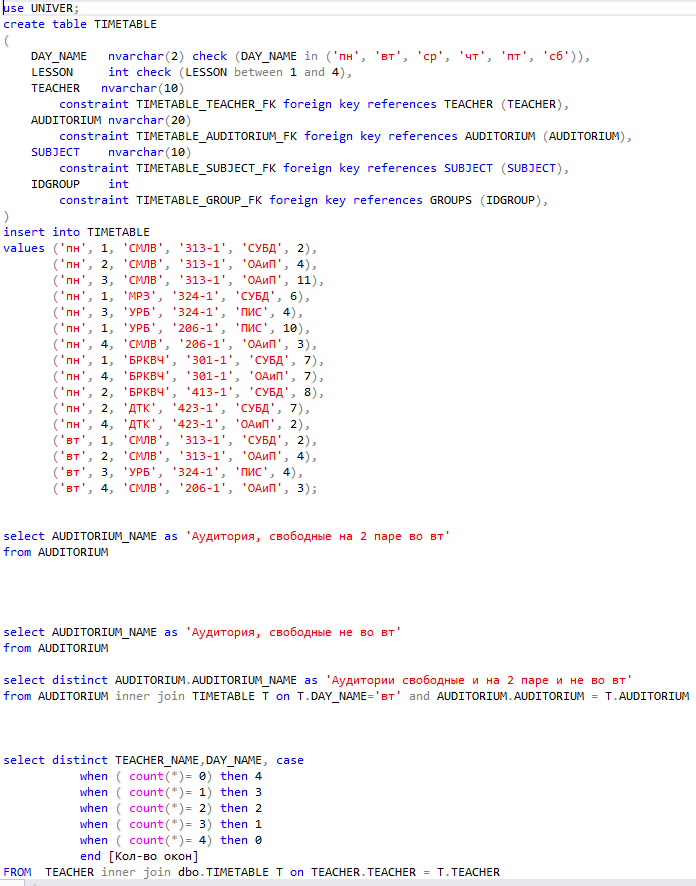 use UNIVER;
create table TIMETABLE
(
    DAY_NAME   nvarchar(2) check (DAY_NAME in ('пн', 'вт', 'ср', 'чт', 'пт', 'сб')),
    LESSON     int check (LESSON between 1 and 4),
    TEACHER   nvarchar(10)
        constraint TIMETABLE_TEACHER_FK foreign key references TEACHER (TEACHER),
    AUDITORIUM nvarchar(20)
        constraint TIMETABLE_AUDITORIUM_FK foreign key references AUDITORIUM (AUDITORIUM),
    SUBJECT    nvarchar(10)
        constraint TIMETABLE_SUBJECT_FK foreign key references SUBJECT (SUBJECT),
    IDGROUP    int
        constraint TIMETABLE_GROUP_FK foreign key references GROUPS (IDGROUP),
)
insert into TIMETABLE
values ('пн', 1, 'СМЛВ', '313-1', 'СУБД', 2),
       ('пн', 2, 'СМЛВ', '313-1', 'ОАиП', 4),
       ('пн', 3, 'СМЛВ', '313-1', 'ОАиП', 11),
       ('пн', 1, 'МРЗ', '324-1', 'СУБД', 6),
       ('пн', 3, 'УРБ', '324-1', 'ПИС', 4),
       ('пн', 1, 'УРБ', '206-1', 'ПИС', 10),
       ('пн', 4, 'СМЛВ', '206-1', 'ОАиП', 3),
       ('пн', 1, 'БРКВЧ', '301-1', 'СУБД', 7),
       ('пн', 4, 'БРКВЧ', '301-1', 'ОАиП', 7),
       ('пн', 2, 'БРКВЧ', '413-1', 'СУБД', 8),
       ('пн', 2, 'ДТК', '423-1', 'СУБД', 7),
       ('пн', 4, 'ДТК', '423-1', 'ОАиП', 2),
       ('вт', 1, 'СМЛВ', '313-1', 'СУБД', 2),
       ('вт', 2, 'СМЛВ', '313-1', 'ОАиП', 4),
       ('вт', 3, 'УРБ', '324-1', 'ПИС', 4),
       ('вт', 4, 'СМЛВ', '206-1', 'ОАиП', 3);
select AUDITORIUM_NAME as 'Аудитория, свободные на 2 паре во вт'
from AUDITORIUM
select AUDITORIUM_NAME as 'Аудитория, свободные не во вт'
from AUDITORIUM
select distinct AUDITORIUM.AUDITORIUM_NAME as 'Аудитории свободные и на 2 паре и не во вт'
from AUDITORIUM inner join TIMETABLE T on T.DAY_NAME='вт' and AUDITORIUM.AUDITORIUM = T.AUDITORIUM
select distinct TEACHER_NAME,DAY_NAME, case
           when ( count(*)= 0) then 4
           when ( count(*)= 1) then 3
           when ( count(*)= 2) then 2
           when ( count(*)= 3) then 1
           when ( count(*)= 4) then 0
           end [Кол-во окон]
FROM  TEACHER inner join dbo.TIMETABLE T on TEACHER.TEACHER = T.TEACHER